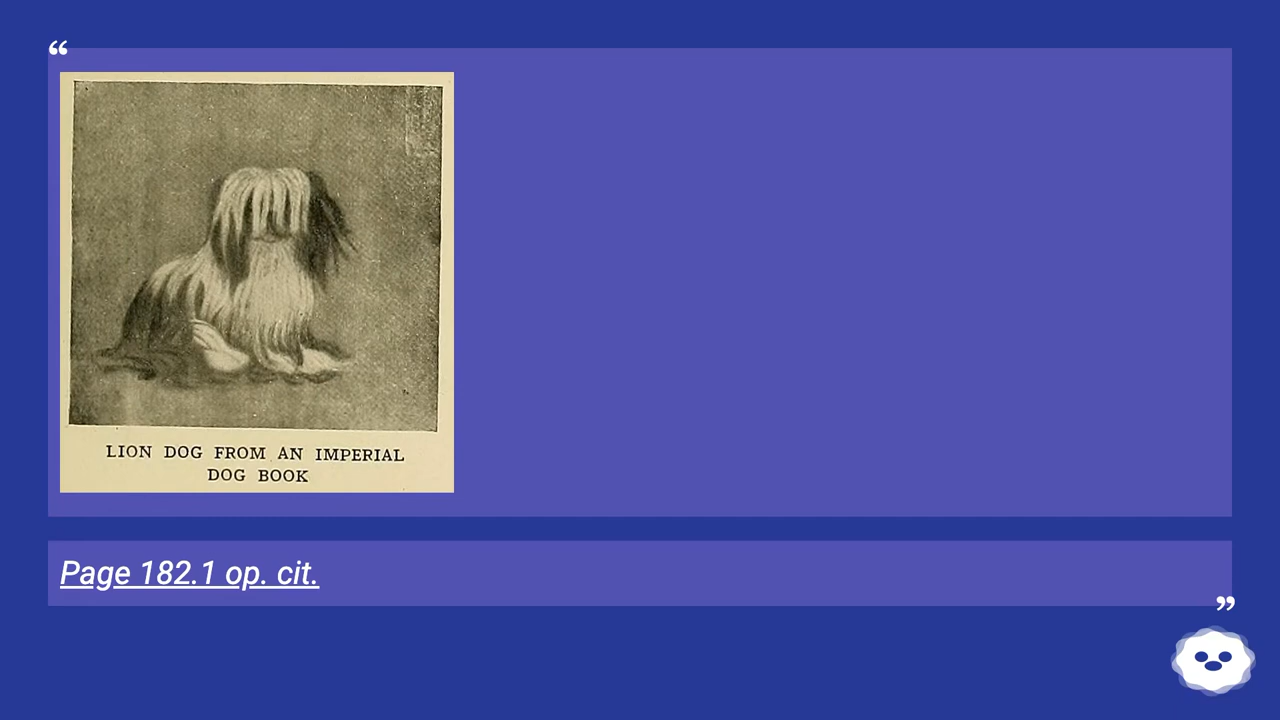 “
LION DOG FROM AN IMPERIAL
DOG BOOK
Page 182.1 op. cit.
”